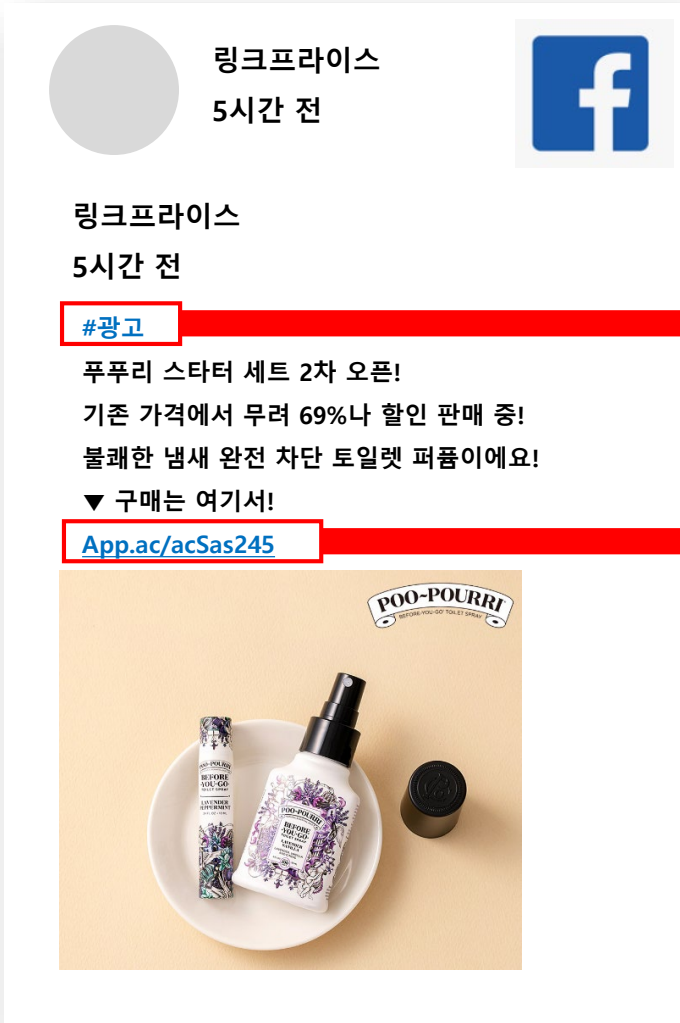 링크프라이스
5시간 전
링크프라이스
5시간 전
#광고
푸푸리 스타터 세트 2차 오픈!
기존 가격에서 무려 69%나 할인 판매 중!
불쾌한 냄새 완전 차단 토일렛 퍼퓸이에요!
▼ 구매는 여기서!
App.ac/acSas245
POO~POURRI
BEFORE-YOU-GO® TOILET SPRAY
POO~POURRI
BEFORE
-YOU-GO-
TOILET SPRAY
LAVENDER
PEPPERMINT
POO~POURRI
BEFORE
-YOU-GO-
TOILET SPRAY
LAVENDER
VANILLA